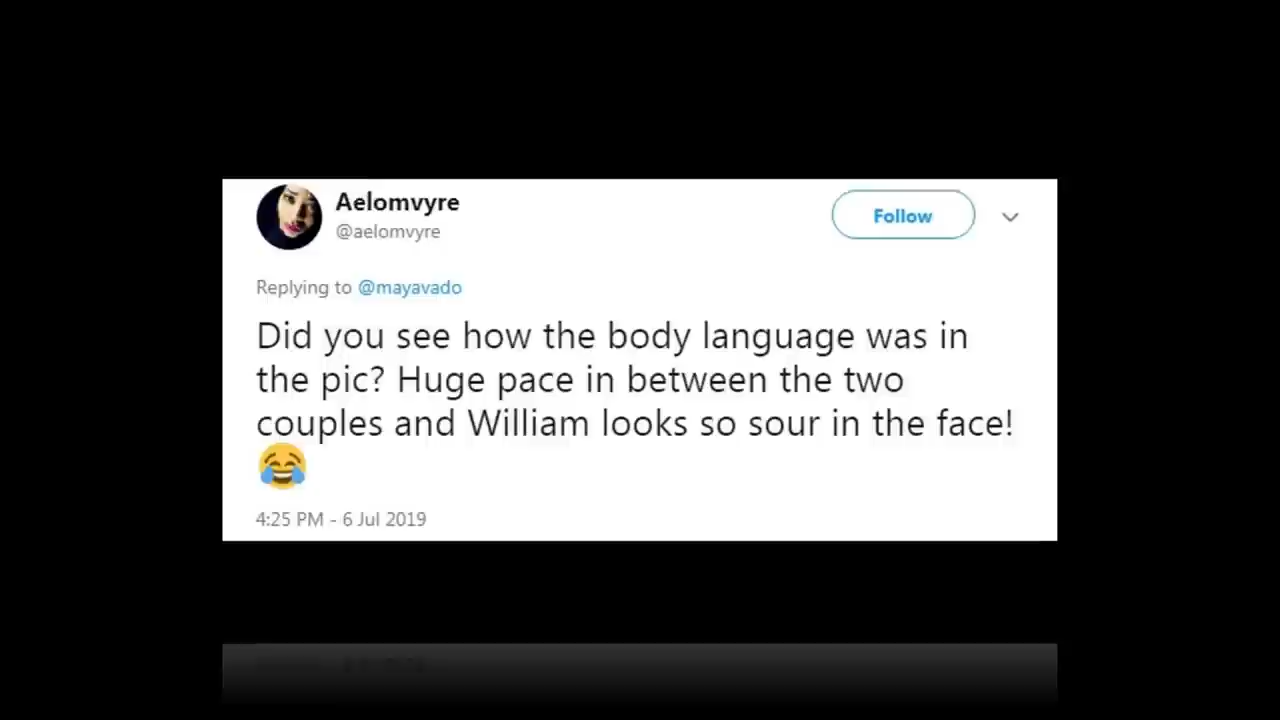 Aelomvyre
@aelomvyre
Follow
Replying to @mayavado
Did you see how the body language was in
the pic? Huge pace in between the two
couples and William looks so sour in the face!
😂
4:25 PM - 6 Jul 2019